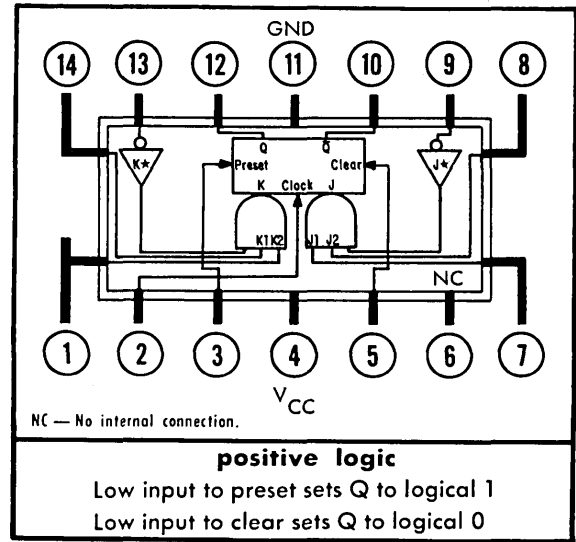 GND
14 13 12 11 10 9 8
Q Q
K★ Preset Clear J★
K Clock J
K1 K2 J1 J2
NC
1 2 3 4 5 6 7
VCC
NC — No internal connection.
positive logic
Low input to preset sets Q to logical 1
Low input to clear sets Q to logical 0